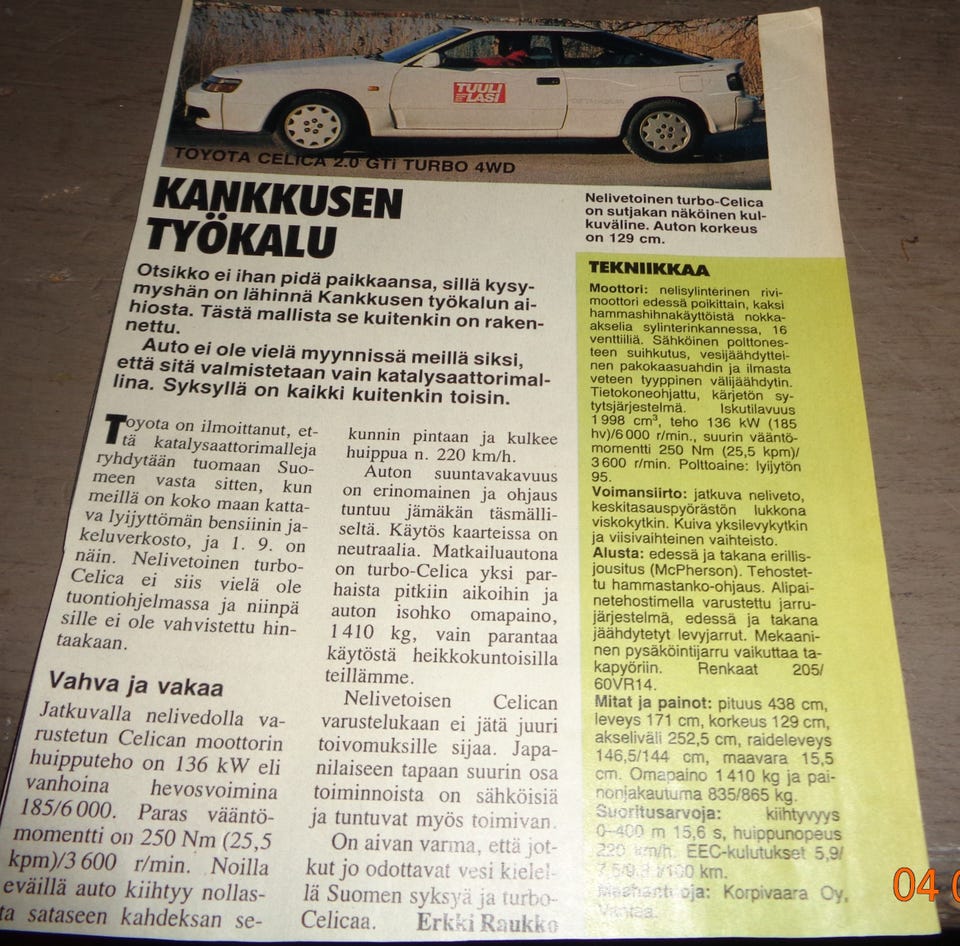 TUULI
LASI
TOYOTA CELICA 2.0 GTi TURBO 4WD
KANKKUSEN
TYÖKALU
Otsikko ei ihan pidä paikkaansa, sillä kysy-
myshän on lähinnä Kankkusen työkalun ai-
hiosta. Tästä mallista se kuitenkin on raken-
nettu.
Auto ei ole vielä myynnissä meillä siksi,
että sitä valmistetaan vain katalysaattorimal-
lina. Syksyllä on kaikki kuitenkin toisin.
Toyota on ilmoittanut, et-
tä katalysaattorimalleja
ryhdytään tuomaan Suo-
meen vasta sitten, kun
meillä on koko maan katta-
va lyijyttömän bensiinin ja-
keluverkosto, ja 1. 9. on
näin. Nelivetoinen turbo-
Celica ei siis vielä ole
tuontiohjelmassa ja niinpä
sille ei ole vahvistettu hin-
taakaan.
Vahva ja vakaa
Jatkuvalla nelivedolla va-
rustetun Celican moottorin
huipputeho on 136 kW eli
vanhoina hevosvoimina
185/6 000. Paras vääntö-
momentti on 250 Nm (25,5
kpm)/3 600 r/min. Noilla
eväillä auto kiihtyy nollas-
ta sataseen kahdeksan se-
kunnin pintaan ja kulkee
huippua n. 220 km/h.
Auton suuntavakavuus
on erinomainen ja ohjaus
tuntuu jämäkän täsmälli-
seltä. Käytös kaarteissa on
neutraalia. Matkailuautona
on turbo-Celica yksi par-
haista pitkiin aikoihin ja
auton isohko omapaino,
1 410 kg, vain parantaa
käytöstä heikkokuntoisilla
teillämme.
Nelivetoisen Celican
varustelukaan ei jätä juuri
toivomuksille sijaa. Japa-
nilaiseen tapaan suurin osa
toiminnoista on sähköisiä
ja tuntuvat myös toimivan.
On aivan varma, että jot-
kut jo odottavat vesi kielel-
lä Suomen syksyä ja turbo-
Celicaa. Erkki Raukko
Nelivetoinen turbo-Celica
on sutjakan näköinen kul-
kuväline. Auton korkeus
on 129 cm.
TEKNIIKKAA
Moottori: nelisylinterinen rivi-
moottori edessä poikittain, kaksi
hammashihnakäyttöistä nokka-
akselia sylinterinkannessa, 16
venttiiliä. Sähköinen polttones-
teen suihkutus, vesijäähdyttei-
nen pakokaasuahdin ja ilmasta
veteen tyyppinen välijäähdytin.
Tietokoneohjattu, kärjetön sy-
tytsjärjestelmä. Iskutilavuus
1 998 cm³, teho 136 kW (185
hv)/6 000 r/min., suurin vääntö-
momentti 250 Nm (25,5 kpm)/
3 600 r/min. Polttoaine: lyijytön
95.
Voimansiirto: jatkuva neliveto,
keskitasauspyörästön lukkona
viskokytkin. Kuiva yksilevykytkin
ja viisivaihteinen vaihteisto.
Alusta: edessä ja takana erillis-
jousitus (McPherson). Tehostet-
tu hammastanko-ohjaus. Alipai-
netehostimella varustettu jarru-
järjestelmä, edessä ja takana
jäähdytetyt levyjarrut. Mekaani-
nen pysäköintijarru vaikuttaa ta-
kapyöriin. Renkaat 205/
60VR14.
Mitat ja painot: pituus 438 cm,
leveys 171 cm, korkeus 129 cm,
akseliväli 252,5 cm, raideleveys
146,5/144 cm, maavara 15,5
cm. Omapaino 1 410 kg ja pai-
nonjakautuma 835/865 kg.
Suoritusarvoja: kiihtyvyys
0–400 m 15,6 s, huippunopeus
220 km/h. EEC-kulutukset 5,9/
km.
Maahantuoja: Korpivaara Oy,
Vantaa.
04